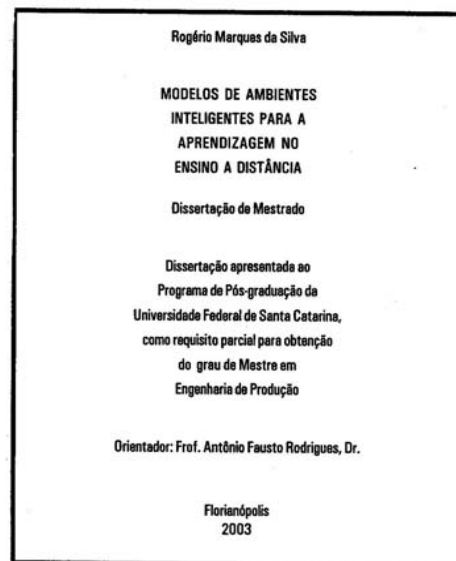 Rogério Marques da Silva
MODELOS DE AMBIENTES
INTELIGENTES PARA A
APRENDIZAGEM NO
ENSINO A DISTÂNCIA
Dissertação de Mestrado
Dissertação apresentada ao
Programa de Pós-graduação da
Universidade Federal de Santa Catarina,
como requisito parcial para obtenção
do grau de Mestre em
Engenharia de Produção
Orientador: Prof. Antônio Fausto Rodrigues, Dr.
Florianópolis
2003